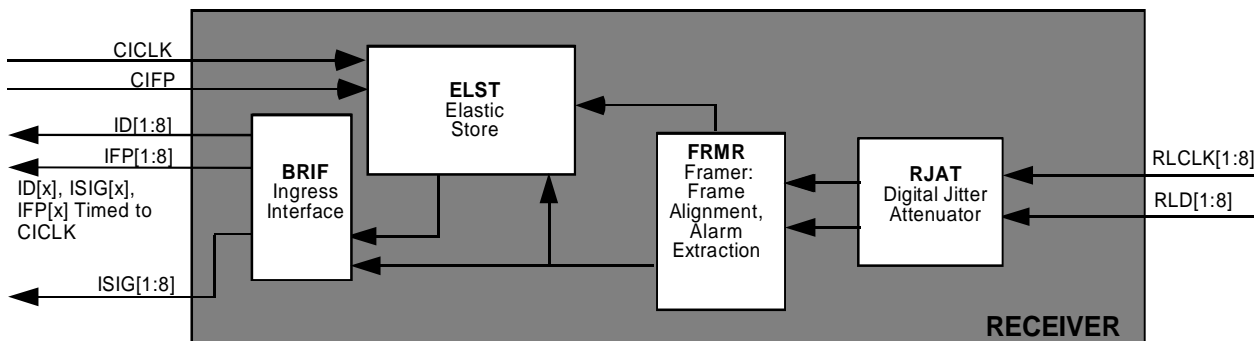 CICLK
CIFP
ID[1:8]
IFP[1:8]
ID[x], ISIG[x],
IFP[x] Timed to
CICLK
ISIG[1:8]
BRIF
Ingress
Interface
ELST
Elastic
Store
FRMR
Framer:
Frame
Alignment,
Alarm
Extraction
RJAT
Digital Jitter
Attenuator
RLCLK[1:8]
RLD[1:8]
RECEIVER